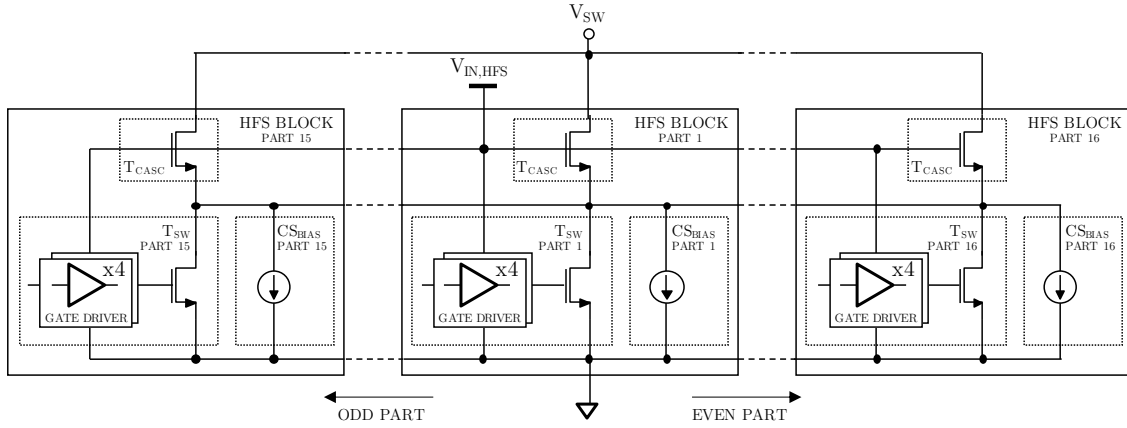 V_SW
V_IN,HFS
HFS BLOCK
PART 15
T_CASC
T_SW
PART 15
CS_BIAS
PART 15
x4
GATE DRIVER
HFS BLOCK
PART 1
T_CASC
T_SW
PART 1
CS_BIAS
PART 1
x4
GATE DRIVER
HFS BLOCK
PART 16
T_CASC
T_SW
PART 16
CS_BIAS
PART 16
x4
GATE DRIVER
ODD PART
EVEN PART